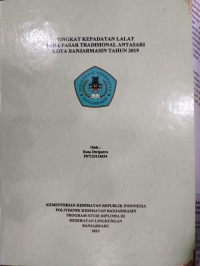 TINGKAT KEPADATAN LALAT
PADA PASAR TRADISIONAL ANTASARI
KOTA BANJARMASIN TAHUN 2019
Oleh :
KEMENTERIAN KESEHATAN REPUBLIK INDONESIA
POLITEKNIK KESEHATAN BANJARMASIN
PROGRAM STUDI DIPLOMA III
KESEHATAN LINGKUNGAN
BANJARBARU
2019